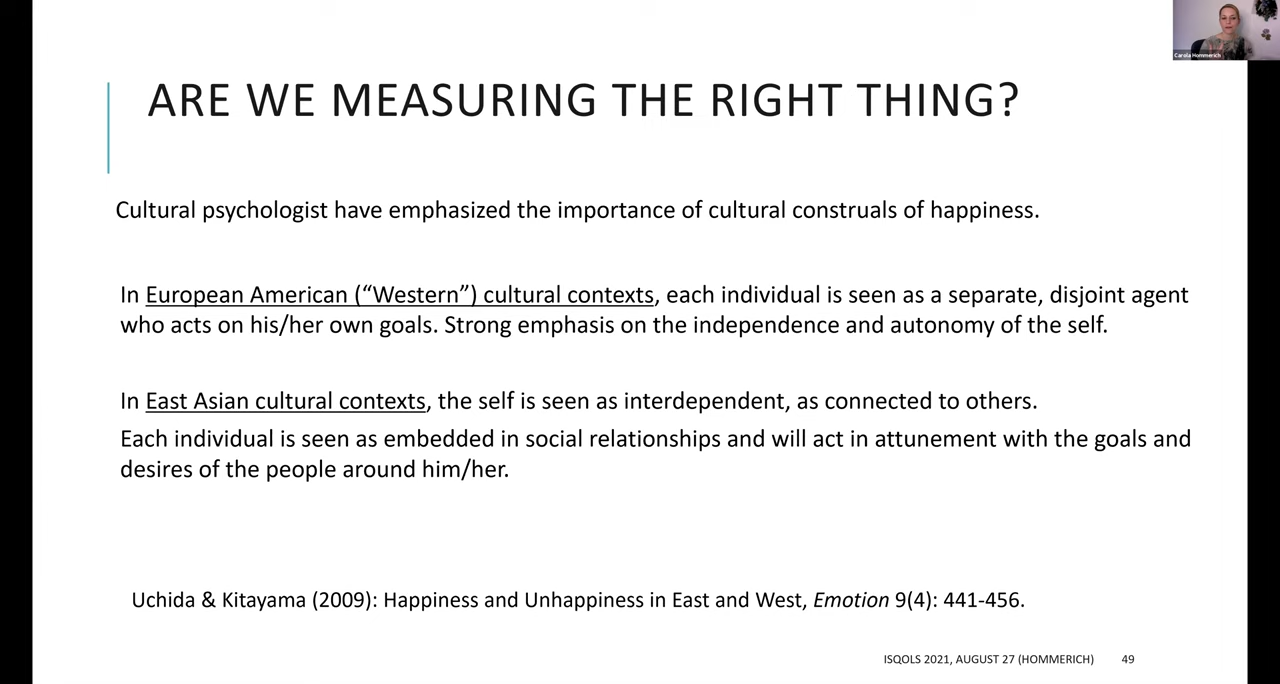 Carola Hommerich
ARE WE MEASURING THE RIGHT THING?
Cultural psychologist have emphasized the importance of cultural construals of happiness.
In European American (“Western”) cultural contexts, each individual is seen as a separate, disjoint agent
who acts on his/her own goals. Strong emphasis on the independence and autonomy of the self.
In East Asian cultural contexts, the self is seen as interdependent, as connected to others.
Each individual is seen as embedded in social relationships and will act in attunement with the goals and
desires of the people around him/her.
Uchida & Kitayama (2009): Happiness and Unhappiness in East and West, Emotion 9(4): 441-456.
ISQOLS 2021, AUGUST 27 (HOMMERICH) 49